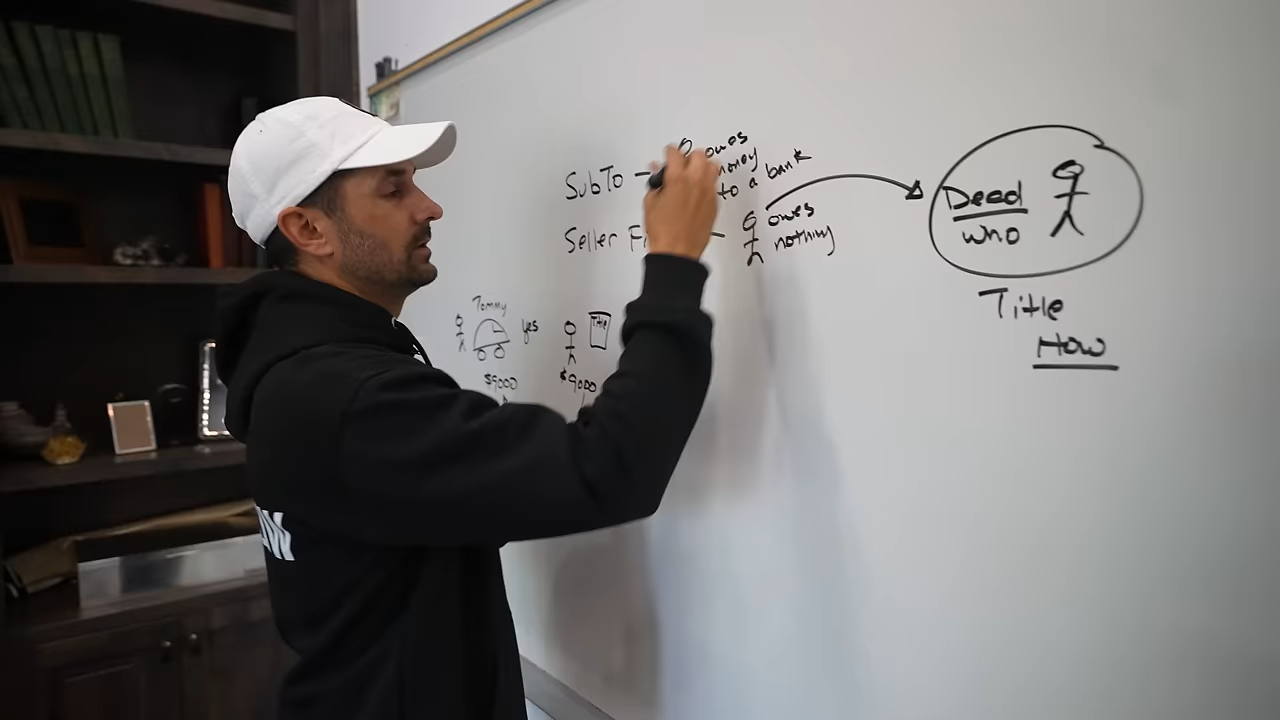 SubTo - owes
money
to a bank
Seller Fi - owes
nothing
Deed
who
Title
How
Tommy
yes
Title
$9000
$9000